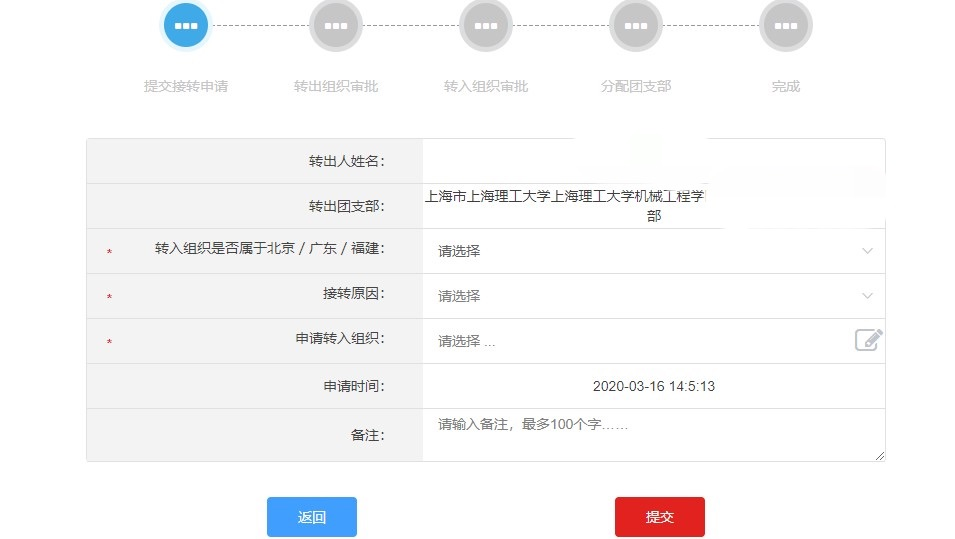 提交接转申请
转出组织审批
转入组织审批
分配团支部
完成
转出人姓名：
转出团支部：
上海市上海理工大学上海理工大学机械工程学
部
* 转入组织是否属于北京 / 广东 / 福建：
请选择
* 接转原因：
请选择
* 申请转入组织：
请选择 ...
申请时间：
2020-03-16 14:5:13
备注：
请输入备注，最多100个字……
返回
提交